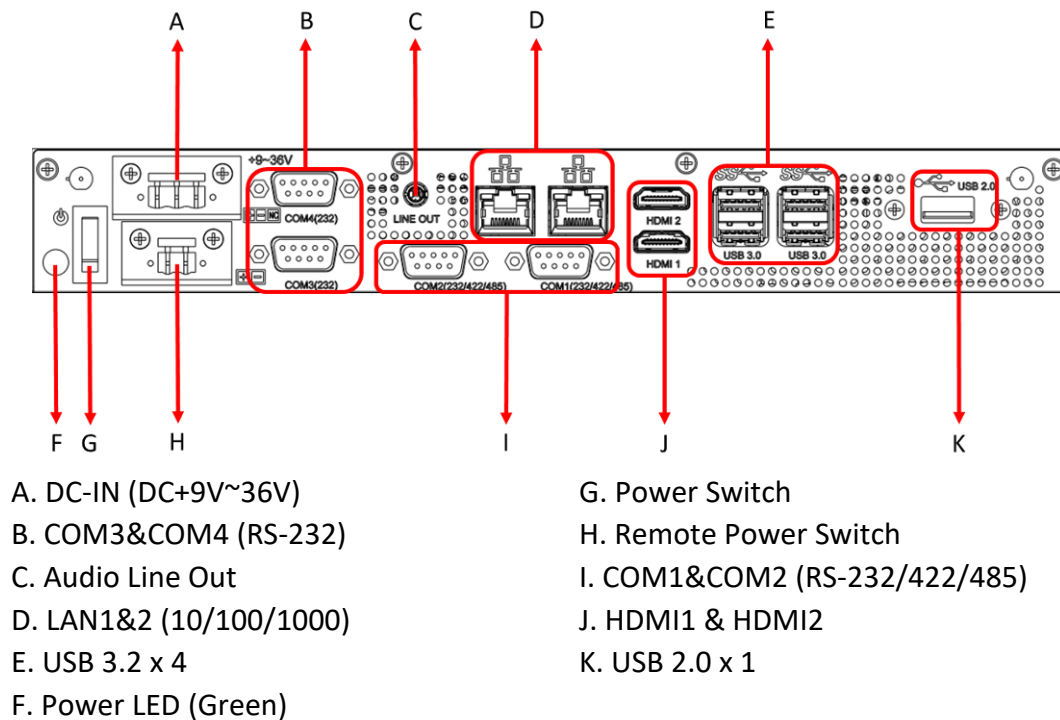 A
B
C
D
E
+9~36V
COM4(232)
+ - NC
COM3(232)
+ -
LINE OUT
COM2(232/422/485)
COM1(232/422/485)
HDMI 2
HDMI 1
USB 3.0
USB 3.0
USB 2.0
F
G
H
I
J
K
A. DC-IN (DC+9V~36V)
B. COM3&COM4 (RS-232)
C. Audio Line Out
D. LAN1&2 (10/100/1000)
E. USB 3.2 x 4
F. Power LED (Green)
G. Power Switch
H. Remote Power Switch
I. COM1&COM2 (RS-232/422/485)
J. HDMI1 & HDMI2
K. USB 2.0 x 1